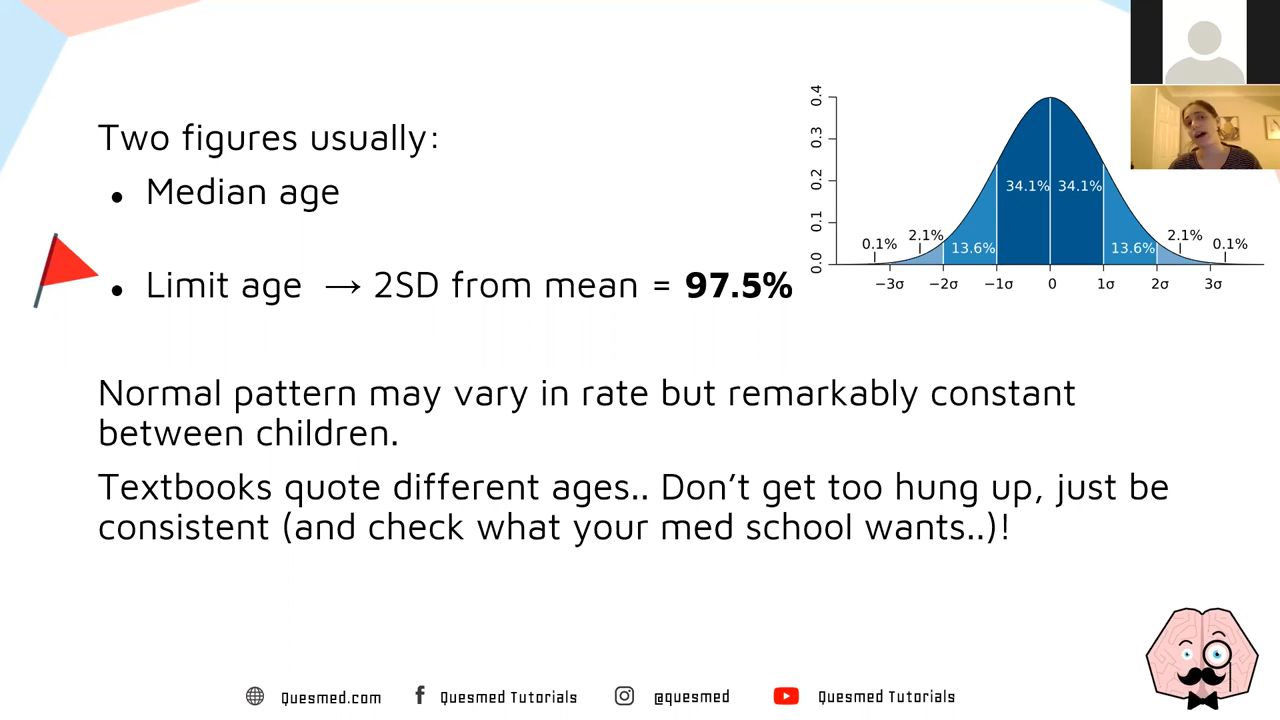 Two figures usually:
• Median age
• Limit age → 2SD from mean = 97.5%
0.4
0.3
0.2
0.1
0.0
34.1% 34.1%
0.1% 2.1% 13.6% 13.6% 2.1% 0.1%
−3σ −2σ −1σ 0 1σ 2σ 3σ
Normal pattern may vary in rate but remarkably constant
between children.
Textbooks quote different ages.. Don’t get too hung up, just be
consistent (and check what your med school wants..)!
Quesmed.com Quesmed Tutorials @quesmed Quesmed Tutorials